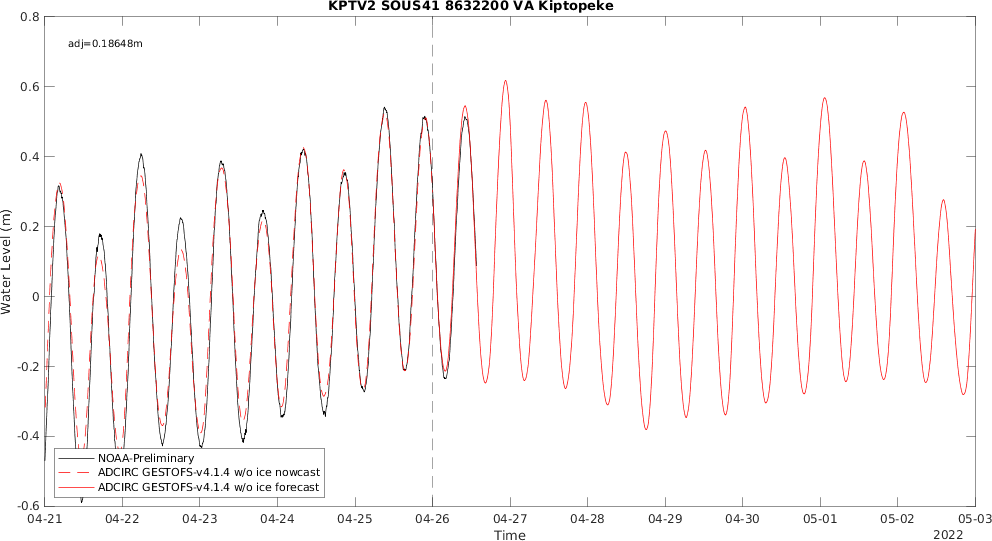 KPTV2 SOUS41 8632200 VA Kiptopeke
adj=0.18648m
0.8
0.6
0.4
0.2
0
-0.2
-0.4
-0.6
Water Level (m)
NOAA-Preliminary
ADCIRC GESTOFS-v4.1.4 w/o ice nowcast
ADCIRC GESTOFS-v4.1.4 w/o ice forecast
04-21 04-22 04-23 04-24 04-25 04-26 04-27 04-28 04-29 04-30 05-01 05-02 05-03
Time
2022